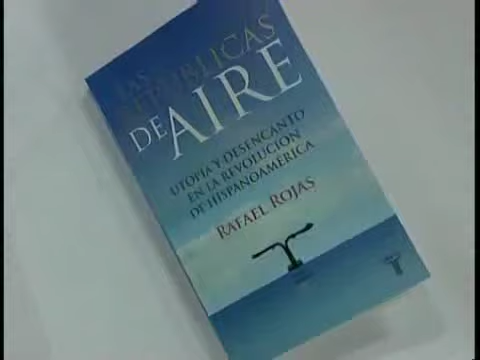 LAS
REPÚBLICAS
DE AIRE
UTOPÍA Y DESENCANTO
EN LA REVOLUCIÓN
DE HISPANOAMÉRICA
RAFAEL ROJAS